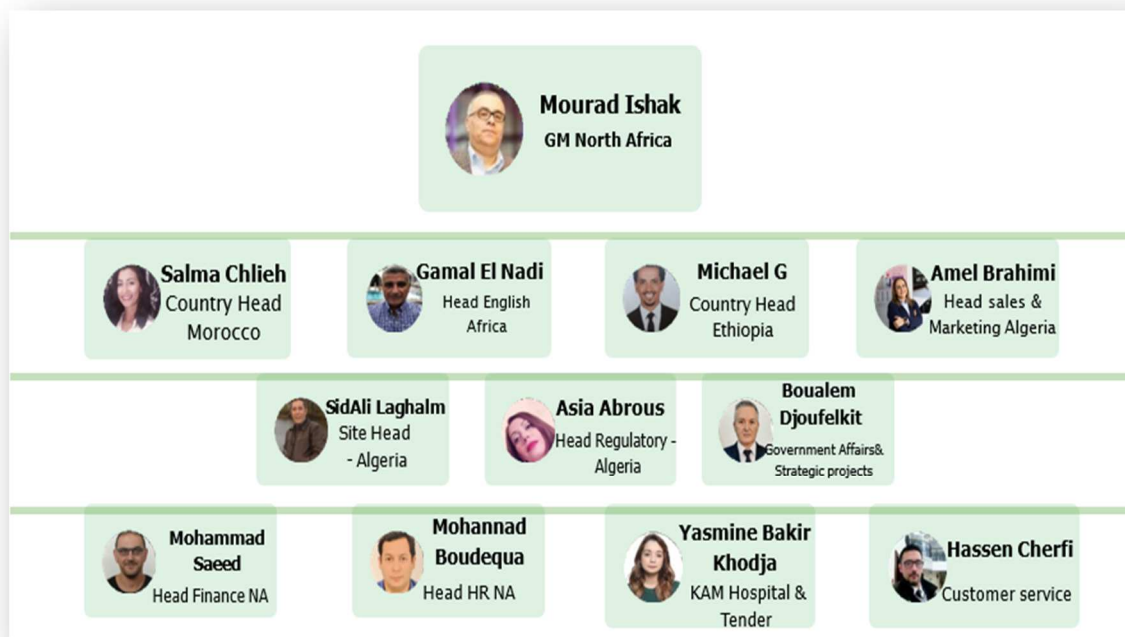 Mourad Ishak
GM North Africa
Salma Chlieh
Country Head
Morocco
Gamal El Nadi
Head English
Africa
Michael G
Country Head
Ethiopia
Amel Brahimi
Head sales &
Marketing Algeria
SidAli Laghalm
Site Head
- Algeria
Asia Abrous
Head Regulatory -
Algeria
Boualem
Djoufelkit
Government Affairs&
Strategic projects
Mohammad
Saeed
Head Finance NA
Mohannad
Boudequa
Head HR NA
Yasmine Bakir
Khodja
KAM Hospital &
Tender
Hassen Cherfi
Customer service